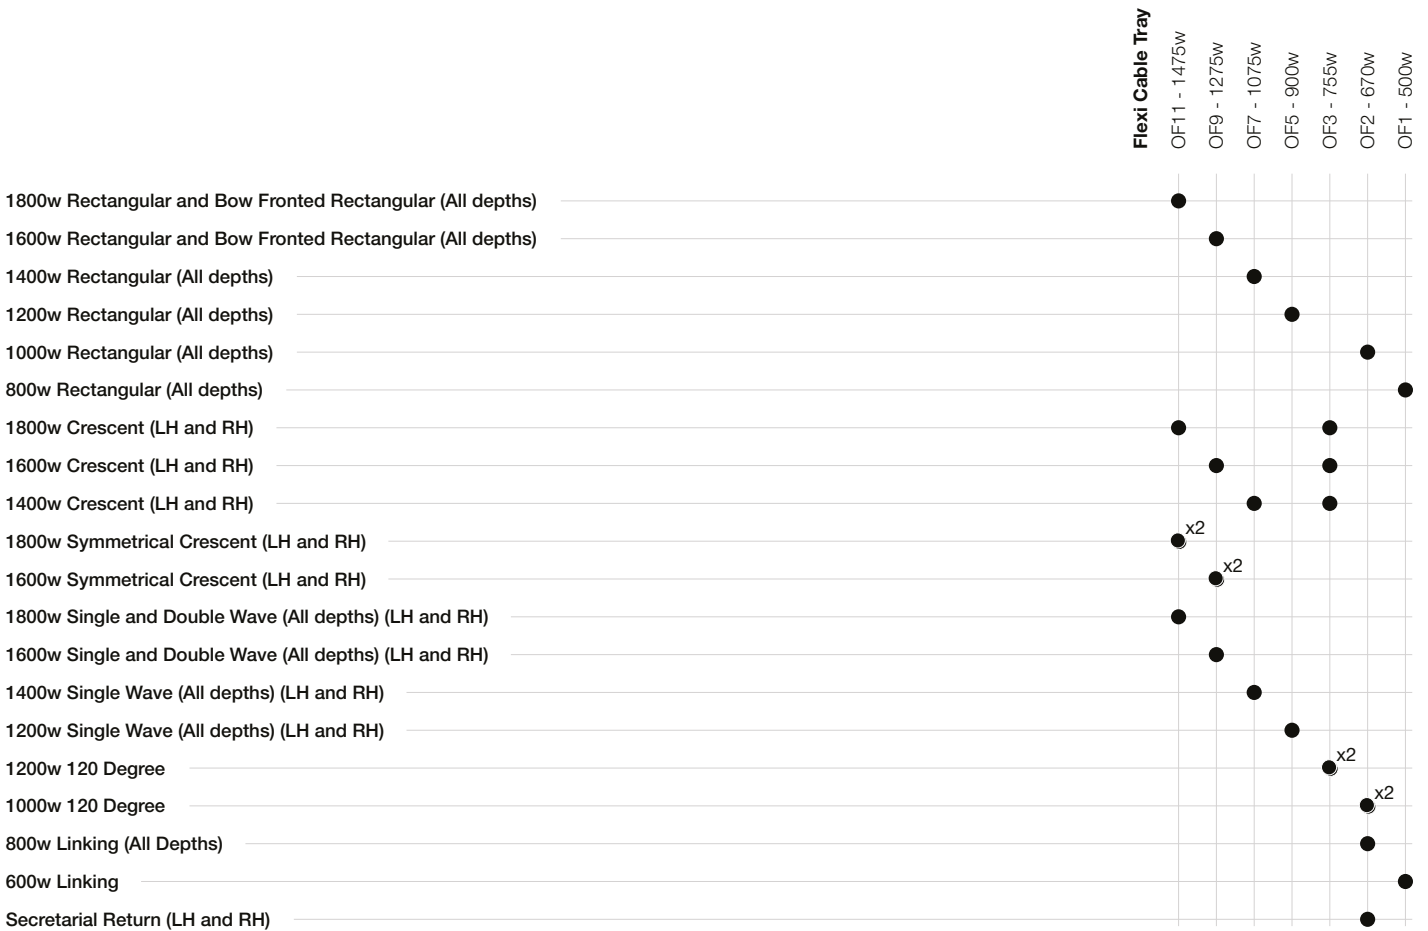 Flexi Cable Tray
OF11 - 1475w
OF9 - 1275w
OF7 - 1075w
OF5 - 900w
OF3 - 755w
OF2 - 670w
OF1 - 500w
1800w Rectangular and Bow Fronted Rectangular (All depths)
1600w Rectangular and Bow Fronted Rectangular (All depths)
1400w Rectangular (All depths)
1200w Rectangular (All depths)
1000w Rectangular (All depths)
800w Rectangular (All depths)
1800w Crescent (LH and RH)
1600w Crescent (LH and RH)
1400w Crescent (LH and RH)
1800w Symmetrical Crescent (LH and RH) x2
1600w Symmetrical Crescent (LH and RH) x2
1800w Single and Double Wave (All depths) (LH and RH)
1600w Single and Double Wave (All depths) (LH and RH)
1400w Single Wave (All depths) (LH and RH)
1200w Single Wave (All depths) (LH and RH)
1200w 120 Degree x2
1000w 120 Degree x2
800w Linking (All Depths)
600w Linking
Secretarial Return (LH and RH)